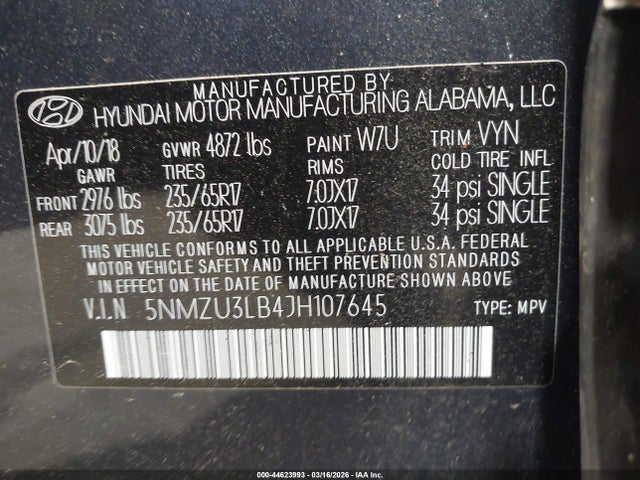 MANUFACTURED BY
HYUNDAI MOTOR MANUFACTURING ALABAMA, LLC
Apr/10/18 GVWR 4872 lbs PAINT W7U TRIM VYN
GAWR TIRES RIMS COLD TIRE INFL
FRONT 2976 lbs 235/65R17 7.0JX17 34 psi SINGLE
REAR 3075 lbs 235/65R17 7.0JX17 34 psi SINGLE
THIS VEHICLE CONFORMS TO ALL APPLICABLE U.S.A. FEDERAL
MOTOR VEHICLE SAFETY AND THEFT PREVENTION STANDARDS
IN EFFECT ON THE DATE OF MANUFACTURE SHOWN ABOVE.
V.I.N 5NMZU3LB4JH107645 TYPE: MPV
000-44623993 | 03/16/2026 | IAA Inc.